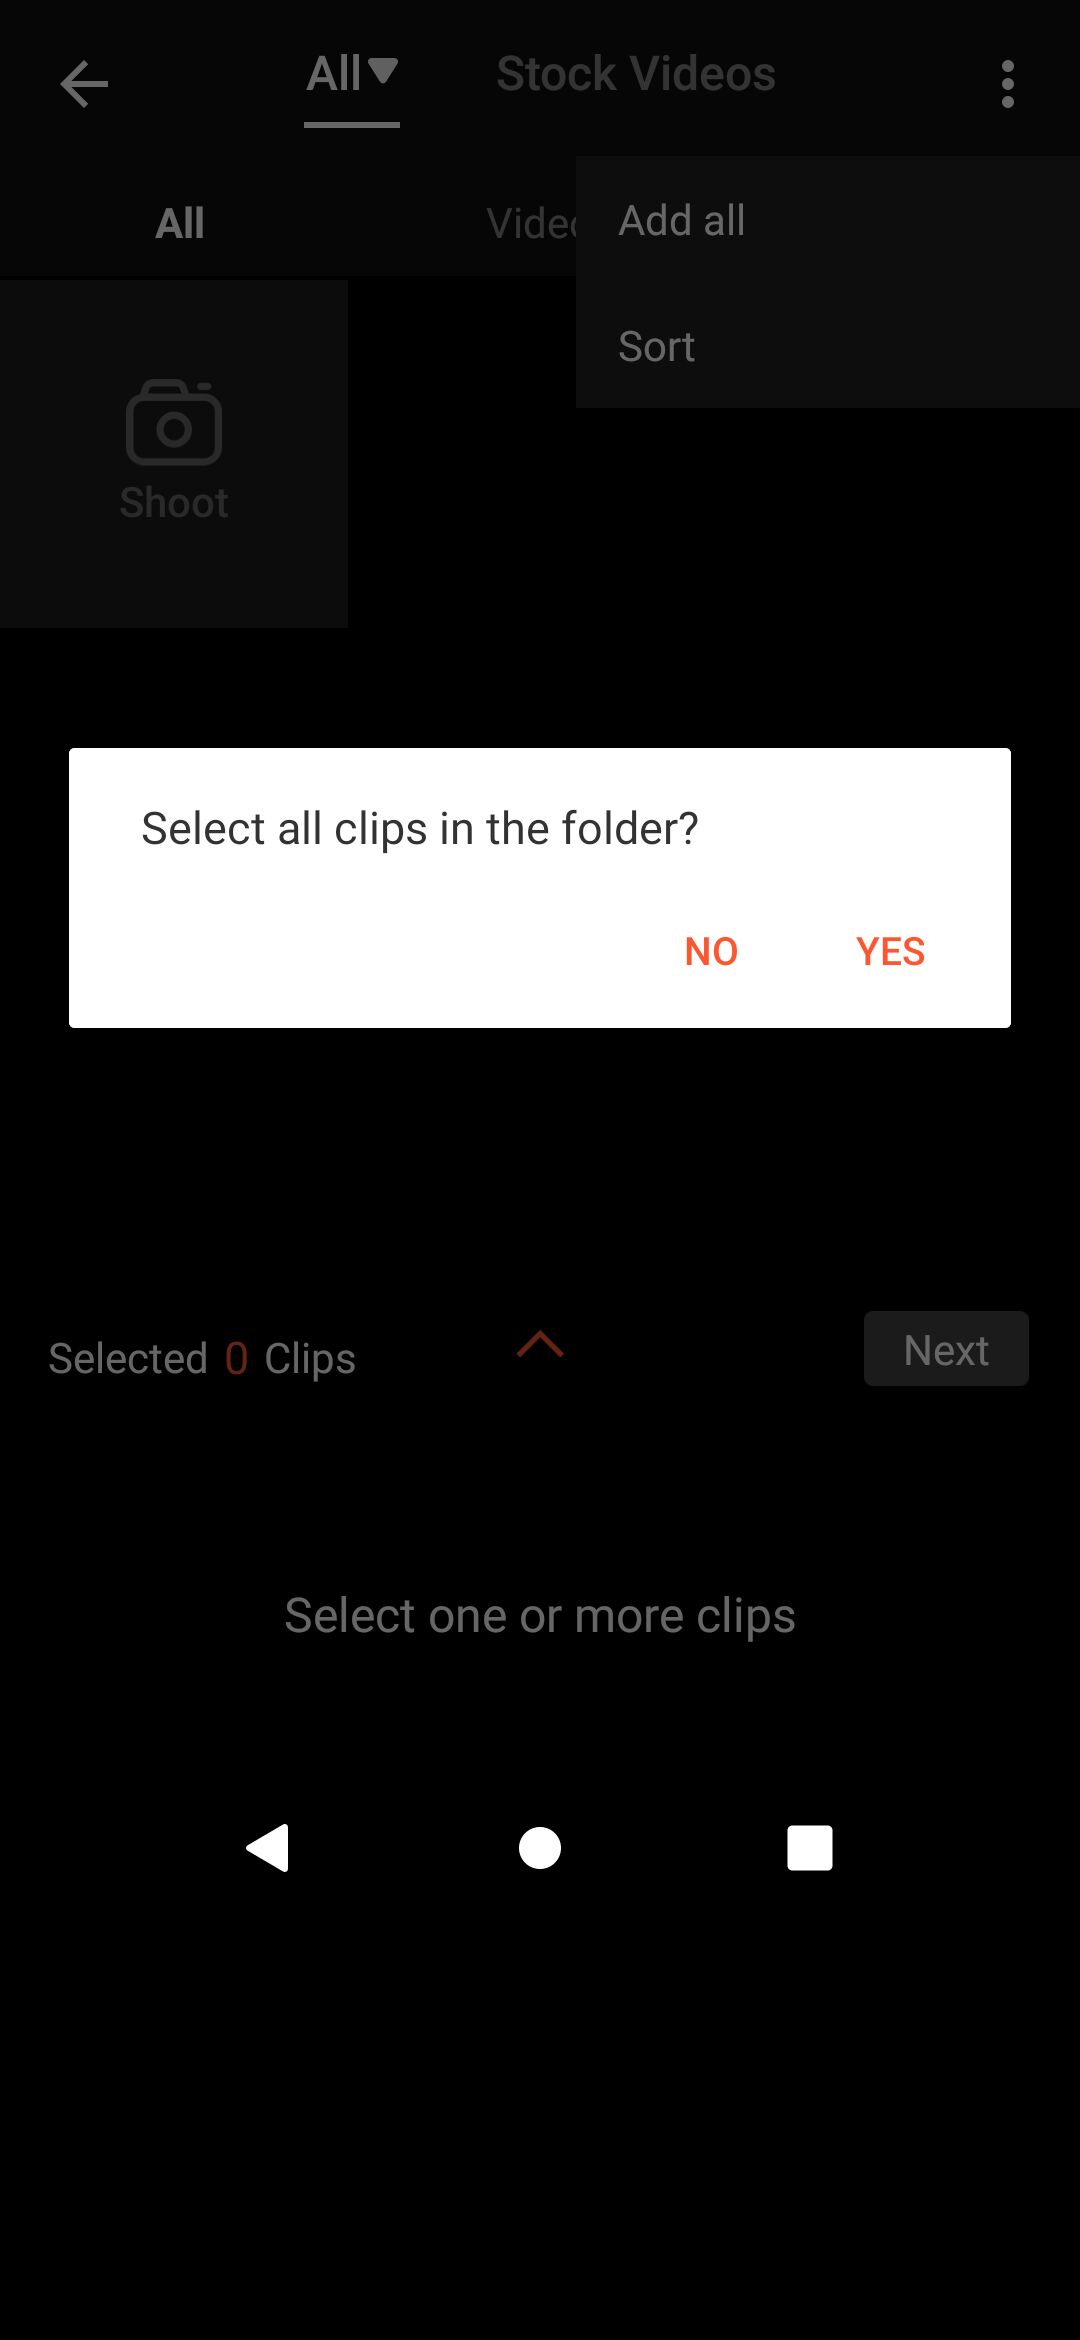 All Stock Videos
All
Add all
Sort
Shoot
Select all clips in the folder?
NO YES
Selected 0 Clips
Next
Select one or more clips